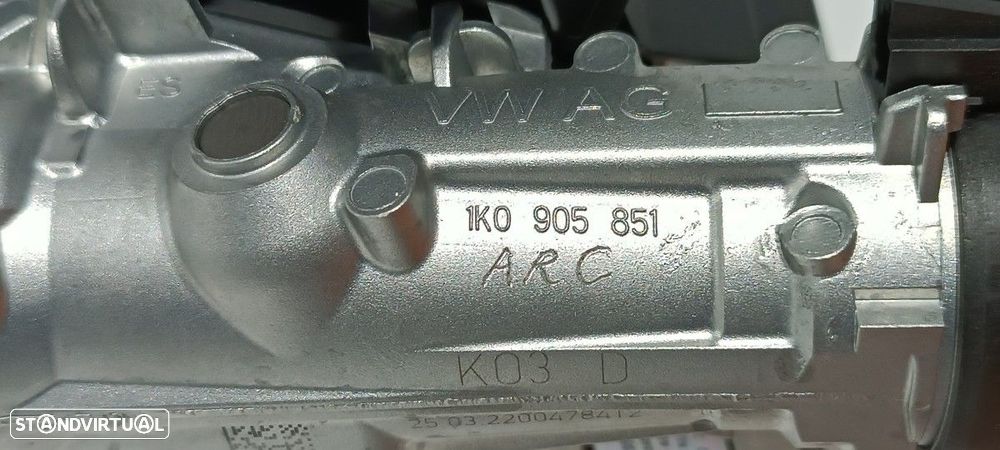 ES
VW AG
1K0 905 851
ARC
K03 D
25 03 2200478412
STANDVIRTUAL